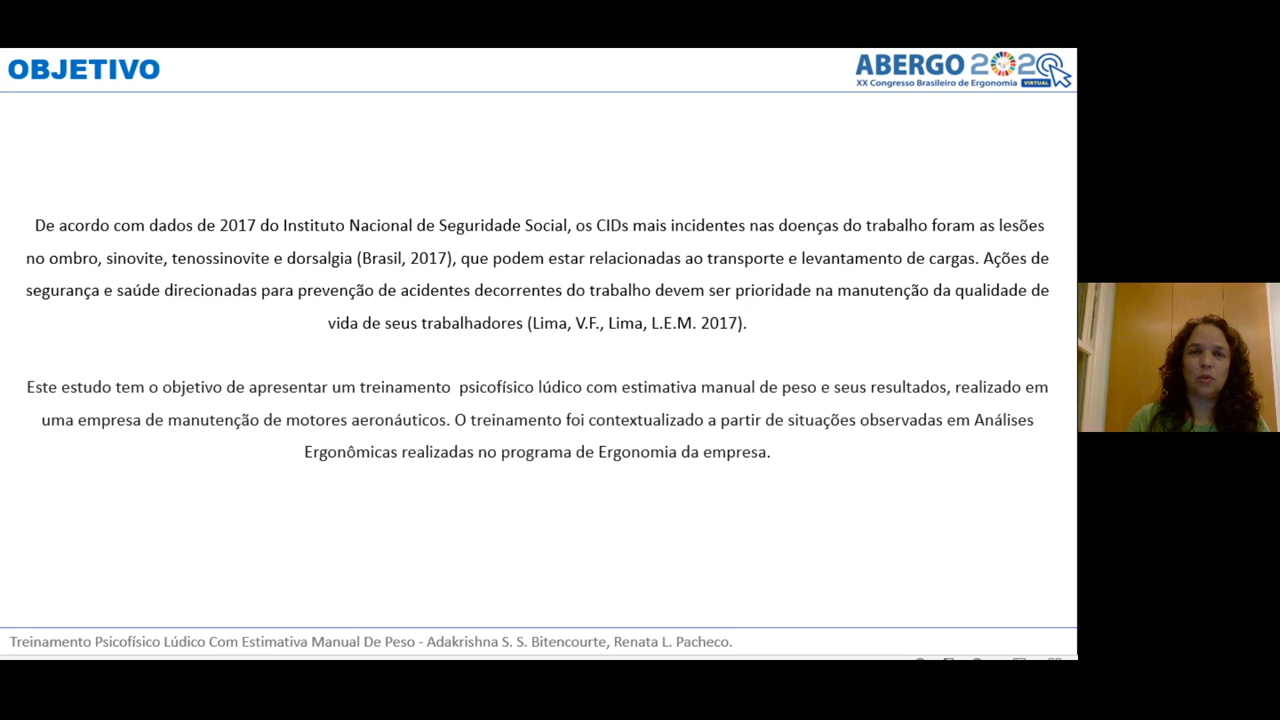 OBJETIVO
ABERGO 2020
XX Congresso Brasileiro de Ergonomia VIRTUAL
De acordo com dados de 2017 do Instituto Nacional de Seguridade Social, os CIDs mais incidentes nas doenças do trabalho foram as lesões
no ombro, sinovite, tenossinovite e dorsalgia (Brasil, 2017), que podem estar relacionadas ao transporte e levantamento de cargas. Ações de
segurança e saúde direcionadas para prevenção de acidentes decorrentes do trabalho devem ser prioridade na manutenção da qualidade de
vida de seus trabalhadores (Lima, V.F., Lima, L.E.M. 2017).
Este estudo tem o objetivo de apresentar um treinamento  psicofísico lúdico com estimativa manual de peso e seus resultados, realizado em
uma empresa de manutenção de motores aeronáuticos. O treinamento foi contextualizado a partir de situações observadas em Análises
Ergonômicas realizadas no programa de Ergonomia da empresa.
Treinamento Psicofísico Lúdico Com Estimativa Manual De Peso - Adakrishna S. S. Bitencourte, Renata L. Pacheco.